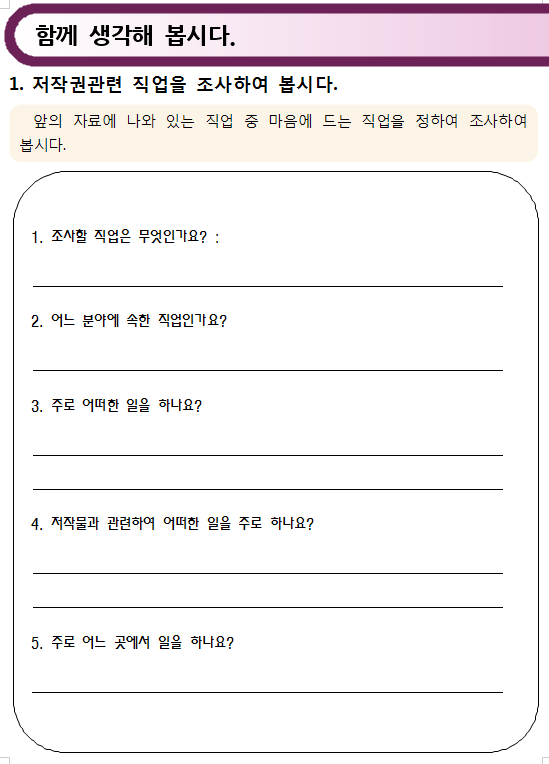 함께 생각해 봅시다.
1. 저작권관련 직업을 조사하여 봅시다.
앞의 자료에 나와 있는 직업 중 마음에 드는 직업을 정하여 조사하여
봅시다.
1. 조사할 직업은 무엇인가요? :
2. 어느 분야에 속한 직업인가요?
3. 주로 어떠한 일을 하나요?
4. 저작물과 관련하여 어떠한 일을 주로 하나요?
5. 주로 어느 곳에서 일을 하나요?